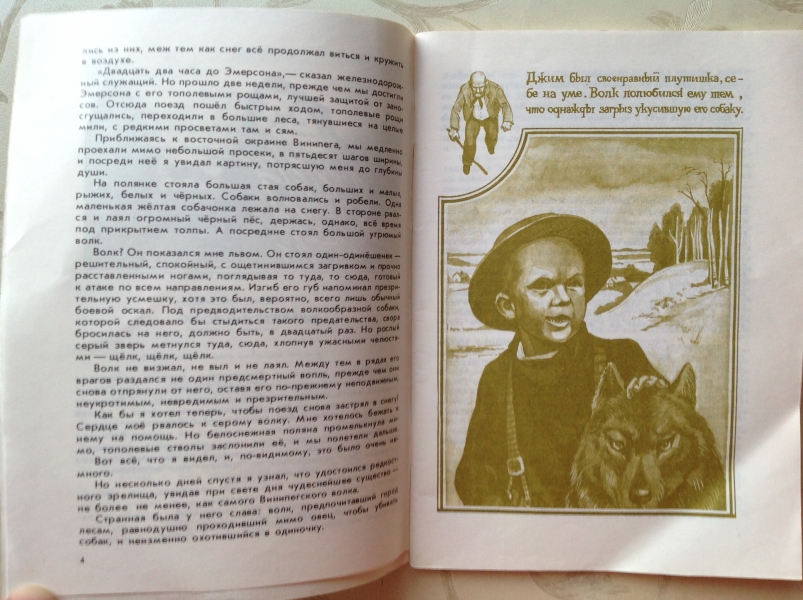 лись из них, меж тем как снег всё продолжал виться и кружить
в воздухе.
«Двадцать два часа до Эмерсона»,— сказал железнодорож-
ный служащий. Но прошло две недели, прежде чем мы достигли
Эмерсона с его тополевыми рощами, лучшей защитой от зано-
сов. Отсюда поезд пошёл быстрым ходом, тополевые рощи
сгущались, переходили в большие леса, тянувшиеся на целые
мили, с редкими просветами там и сям.
Приближаясь к восточной окраине Винипега, мы медленно
проехали мимо небольшой просеки, в пятьдесят шагов ширины,
и посреди неё я увидал картину, потрясшую меня до глубины
души.
На полянке стояла большая стая собак, больших и малых,
рыжих, белых и чёрных. Собаки волновались и робели. Одна
маленькая жёлтая собачонка лежала на снегу. В стороне рвал-
ся и лаял огромный чёрный пёс, держась, однако, всё время
под прикрытием толпы. А посредине стоял большой угрюмый
волк.
Волк? Он показался мне львом. Он стоял один-одинёшенек —
решительный, спокойный, с ощетинившимся загривком и прочно
расставленными ногами, поглядывая то туда, то сюда, готовый
к атаке по всем направлениям. Изгиб его губ напоминал презри-
тельную усмешку, хотя это был, вероятно, всего лишь обычный
боевой оскал. Под предводительством волкообразной собаки,
которой следовало бы стыдиться такого предательства, свора
бросилась на него, должно быть, в двадцатый раз. Но рослый
серый зверь метнулся туда, сюда, хлопнув ужасными челюстя-
ми — щёлк, щёлк, щёлк.
Волк не визжал, не выл и не лаял. Между тем в рядах его
врагов раздался не один предсмертный вопль, прежде чем они
снова отпрянули от него, оставя его по-прежнему неподвижным,
неукротимым, невредимым и презрительным.
Как бы я хотел теперь, чтобы поезд снова застрял в снегу!
Сердце моё рвалось к серому волку. Мне хотелось бежать к
нему на помощь. Но белоснежная поляна промелькнула ми-
мо, тополевые стволы заслонили её, и мы полетели дальше.
Вот всё, что я видел, и, по-видимому, это было очень не-
много.
Но несколько дней спустя я узнал, что удостоился редкост-
ного зрелища, увидав при свете дня чудеснейшее существо —
не более не менее, как самого Винипегского волка.
Странная была у него слава: волк, предпочитавший город
лесам, равнодушно проходивший мимо овец, чтобы убивать
собак, и неизменно охотившийся в одиночку.
4
Джим был своенравный плутишка, се-
бе на уме. Волк полюбился ему тем,
что однажды загрыз укусившую его собаку.